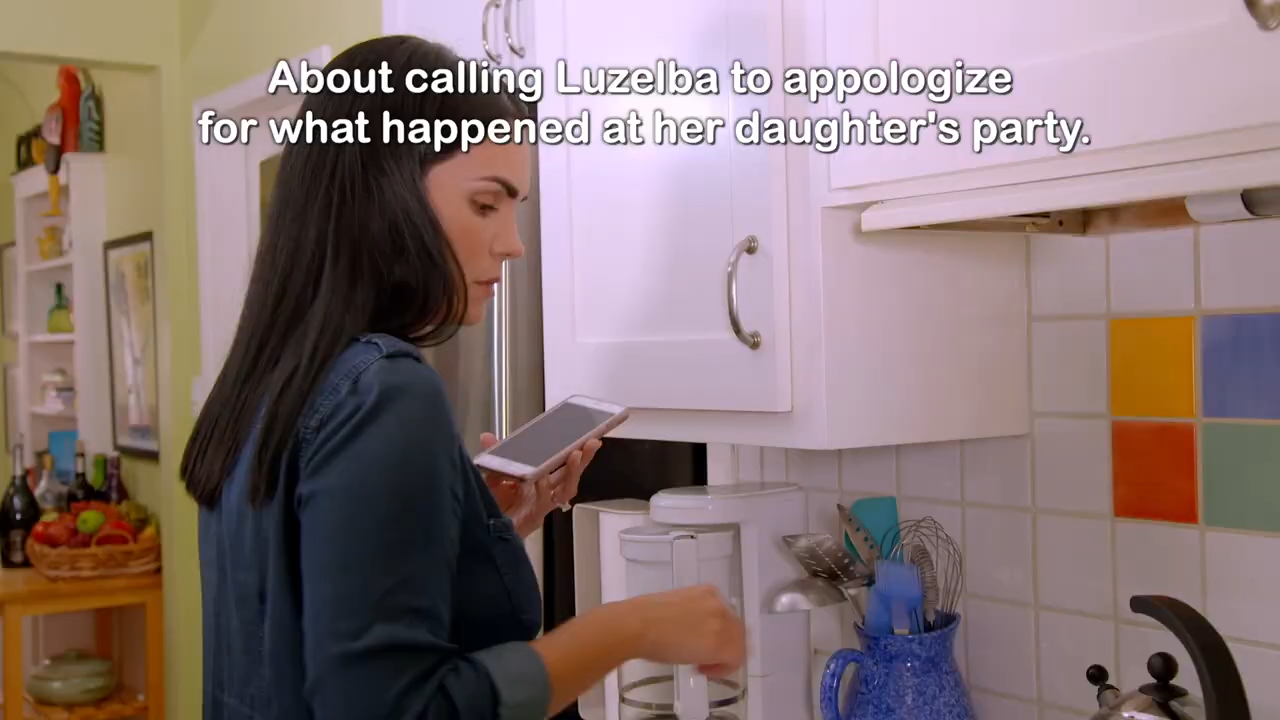 About calling Luzelba to appologize
for what happened at her daughter's party.